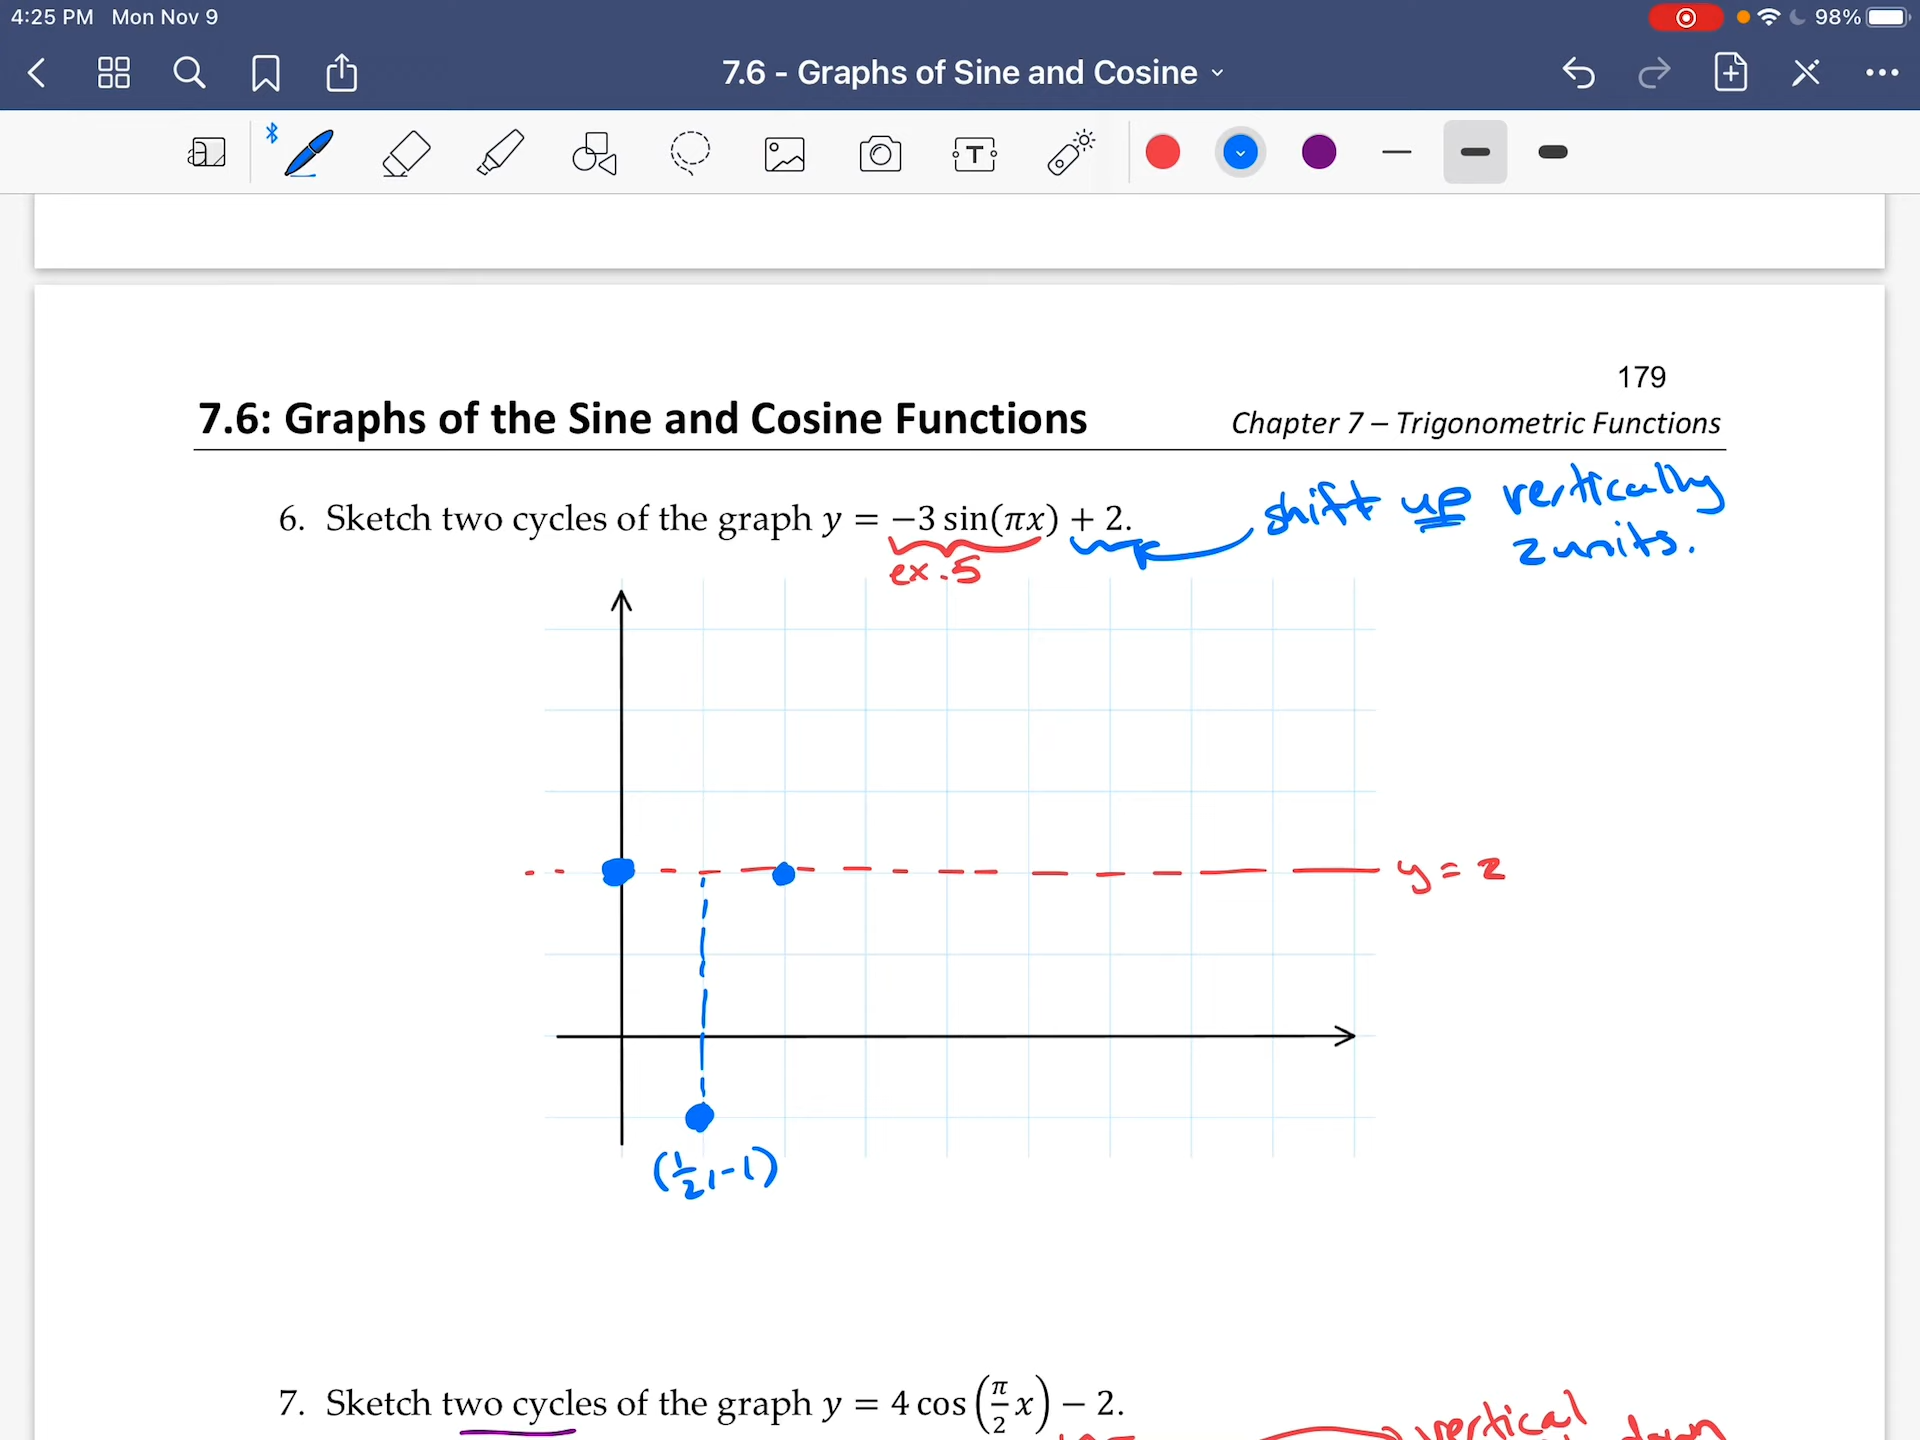 4:25 PM Mon Nov 9
98%
7.6 - Graphs of Sine and Cosine
T
179
7.6: Graphs of the Sine and Cosine Functions
Chapter 7 – Trigonometric Functions
shift up vertically
2 units.
6. Sketch two cycles of the graph y = −3 sin(πx) + 2.
ex. 5
y = 2
(1/2, -1)
7. Sketch two cycles of the graph y = 4 cos(π/2 x) − 2.
vertical
down